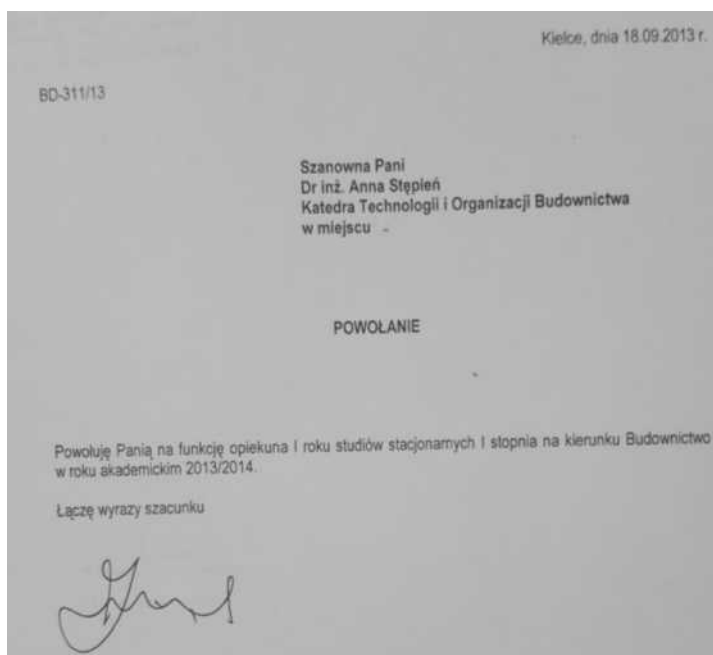 Kielce, dnia 18.09.2013 r.
BD-311/13
Szanowna Pani
Dr inż. Anna Stępień
Katedra Technologii i Organizacji Budownictwa
w miejscu
POWOŁANIE
Powołuję Panią na funkcję opiekuna I roku studiów stacjonarnych I stopnia na kierunku Budownictwo
w roku akademickim 2013/2014.
Łączę wyrazy szacunku